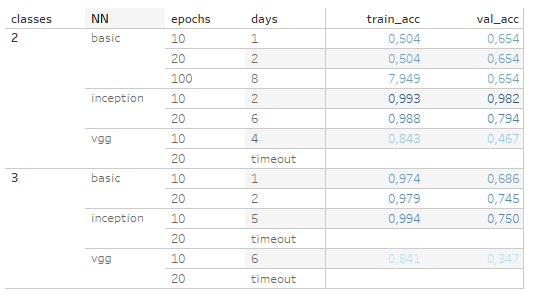 classes NN epochs days train_acc val_acc
2 basic 10 1 0,504 0,654
20 2 0,504 0,654
100 8 7,949 0,654
inception 10 2 0,993 0,982
20 6 0,988 0,794
vgg 10 4 0,843 0,467
20 timeout
3 basic 10 1 0,974 0,686
20 2 0,979 0,745
inception 10 5 0,994 0,750
20 timeout
vgg 10 6 0,841 0,347
20 timeout